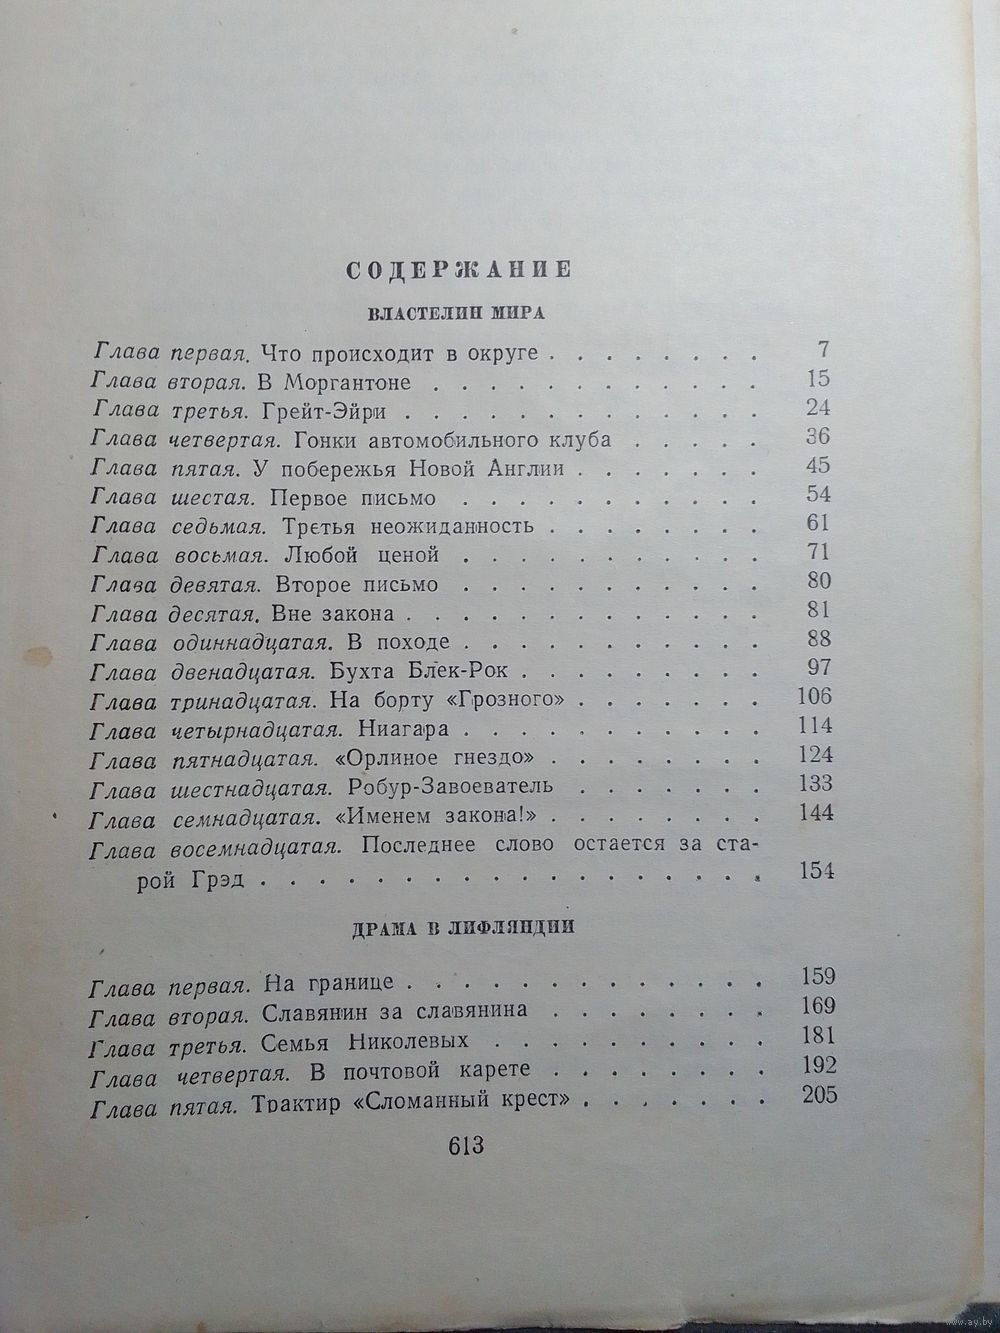 СОДЕРЖАНИЕ
ВЛАСТЕЛИН МИРА
Глава первая. Что происходит в округе . . . . . . . . 7
Глава вторая. В Моргантоне . . . . . . . . . . . . 15
Глава третья. Грейт-Эйри . . . . . . . . . . . . . 24
Глава четвертая. Гонки автомобильного клуба . . . . . 36
Глава пятая. У побережья Новой Англии . . . . . . . 45
Глава шестая. Первое письмо . . . . . . . . . . . 54
Глава седьмая. Третья неожиданность . . . . . . . . 61
Глава восьмая. Любой ценой . . . . . . . . . . . 71
Глава девятая. Второе письмо . . . . . . . . . . . 80
Глава десятая. Вне закона . . . . . . . . . . . . . 81
Глава одиннадцатая. В походе . . . . . . . . . . . 88
Глава двенадцатая. Бухта Блек-Рок . . . . . . . . . 97
Глава тринадцатая. На борту «Грозного» . . . . . . . 106
Глава четырнадцатая. Ниагара . . . . . . . . . . . 114
Глава пятнадцатая. «Орлиное гнездо» . . . . . . . . 124
Глава шестнадцатая. Робур-Завоеватель . . . . . . . 133
Глава семнадцатая. «Именем закона!» . . . . . . . . 144
Глава восемнадцатая. Последнее слово остается за ста-
рой Грэд . . . . . . . . . . . . . . . . . . 154
ДРАМА В ЛИФЛЯНДИИ
Глава первая. На границе . . . . . . . . . . . . . 159
Глава вторая. Славянин за славянина . . . . . . . . 169
Глава третья. Семья Николевых . . . . . . . . . . 181
Глава четвертая. В почтовой карете . . . . . . . . 192
Глава пятая. Трактир «Сломанный крест» . . . . . . . 205
613
www.ay.by